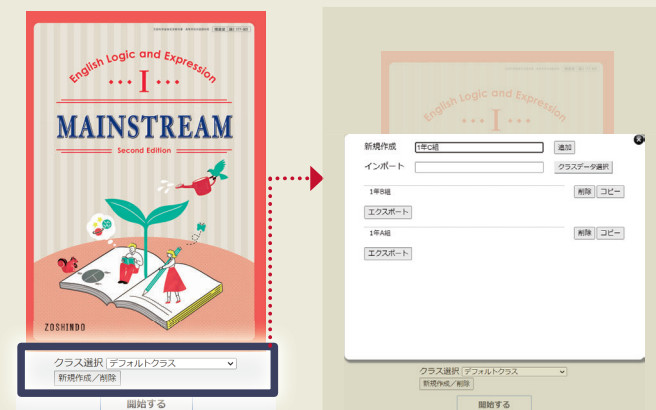 English Logic and Expression
I
MAINSTREAM
Second Edition
ZOSHINDO
クラス選択 デフォルトクラス
新規作成／削除
開始する
English Logic and Expression
I
新規作成 1年C組 追加
インポート クラスデータ選択
1年B組 削除 コピー
エクスポート
1年A組 削除 コピー
エクスポート
クラス選択 デフォルトクラス
新規作成／削除
開始する